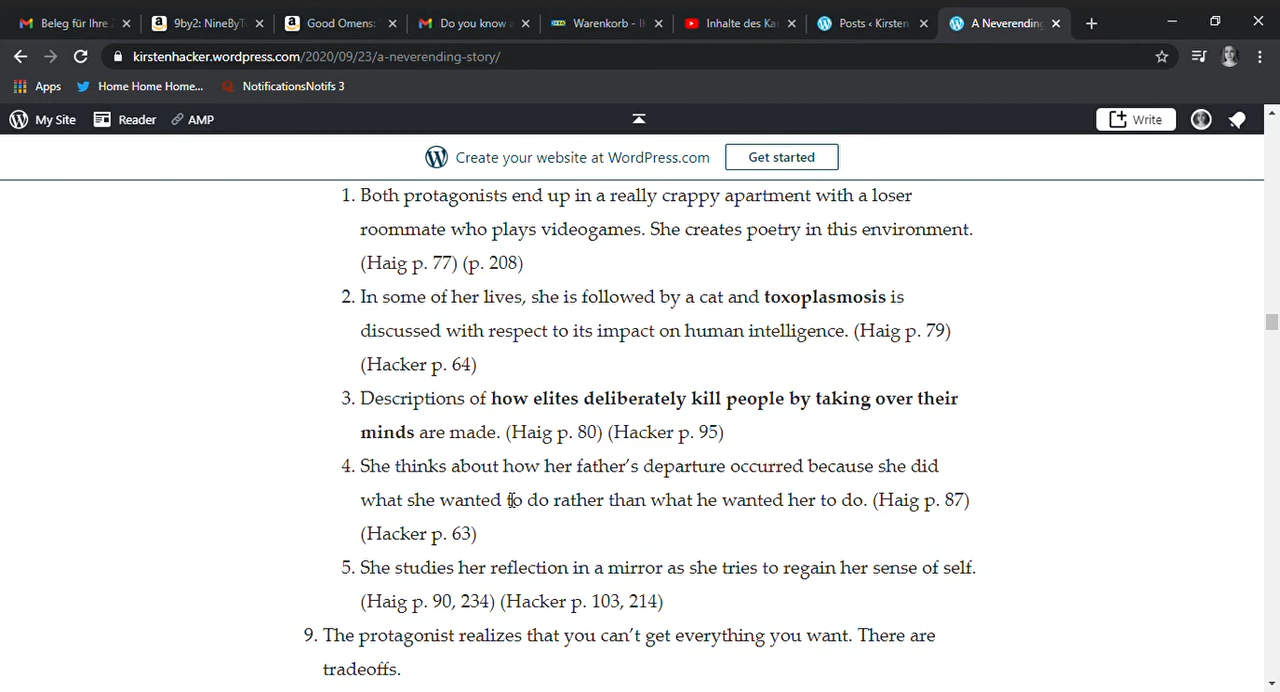 Beleg für Ihre
9by2: NineByT
Good Omens:
Do you know a
Warenkorb - I
Inhalte des Ka
Posts ‹ Kirsten
A Neverending
kirstenhacker.wordpress.com/2020/09/23/a-neverending-story/
Apps
Home Home Home...
NotificationsNotifs 3
My Site
Reader
AMP
Write
Create your website at WordPress.com
Get started
1. Both protagonists end up in a really crappy apartment with a loser
roommate who plays videogames. She creates poetry in this environment.
(Haig p. 77) (p. 208)
2. In some of her lives, she is followed by a cat and toxoplasmosis is
discussed with respect to its impact on human intelligence. (Haig p. 79)
(Hacker p. 64)
3. Descriptions of how elites deliberately kill people by taking over their
minds are made. (Haig p. 80) (Hacker p. 95)
4. She thinks about how her father’s departure occurred because she did
what she wanted to do rather than what he wanted her to do. (Haig p. 87)
(Hacker p. 63)
5. She studies her reflection in a mirror as she tries to regain her sense of self.
(Haig p. 90, 234) (Hacker p. 103, 214)
9. The protagonist realizes that you can’t get everything you want. There are
tradeoffs.